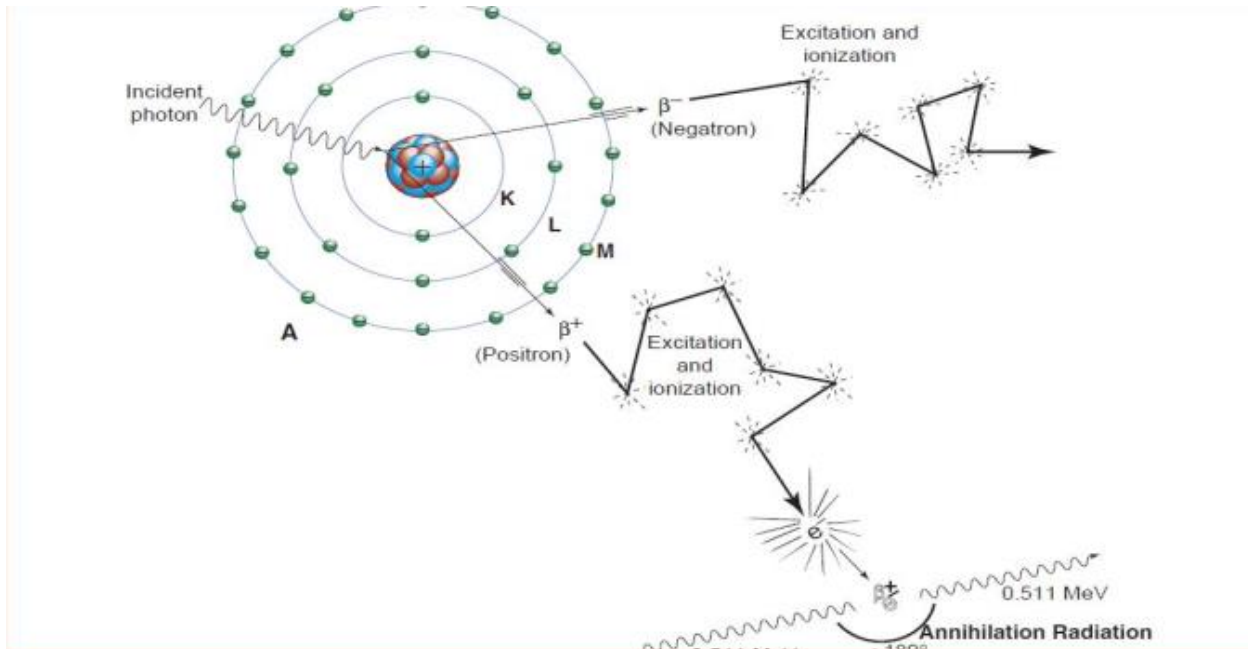 Excitation and
ionization
Incident
photon
β−
(Negatron)
+
K
L
M
A
β+
(Positron)
Excitation
and
ionization
e
β+
0.511 MeV
Annihilation Radiation